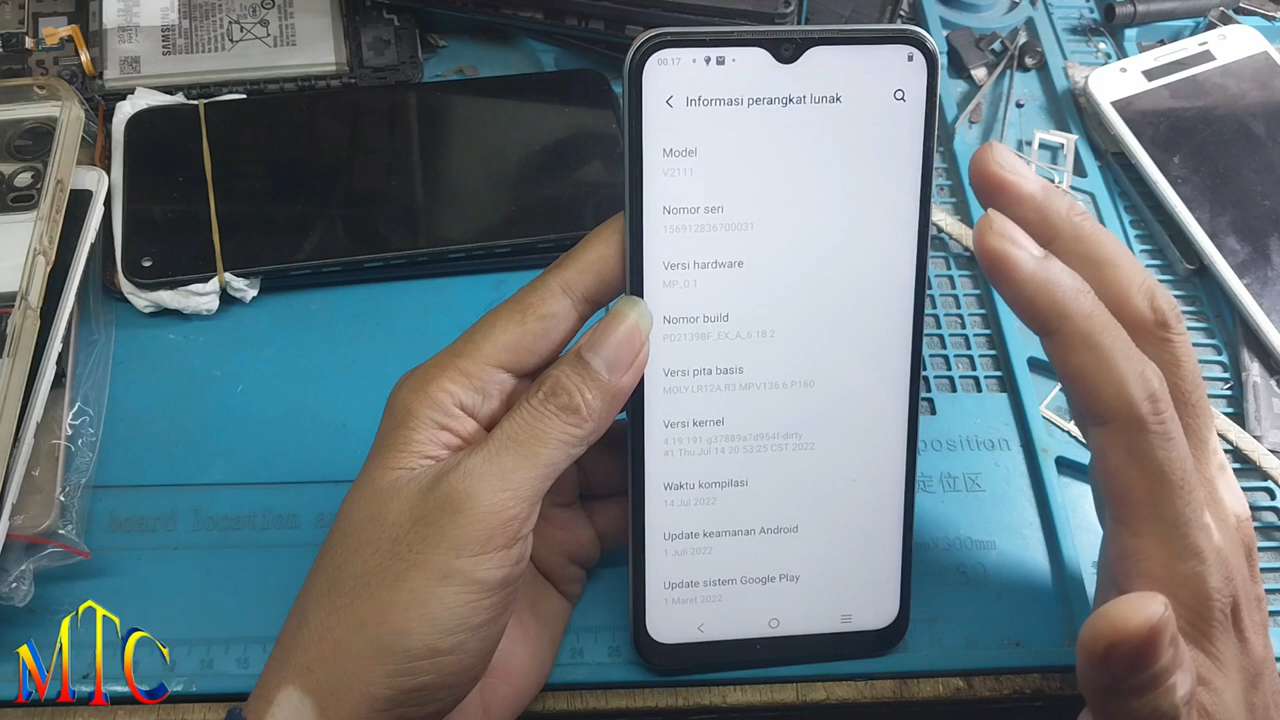 SAMSUNG
00.17
Informasi perangkat lunak
Model
V2111
Nomor seri
156912836700031
Versi hardware
MP_0 1
Nomor build
PD2139BF_EX_A_6 18.2
Versi pita basis
MOLY.LR12A.R3.MP.V136.6.P160
Versi kernel
4.19.191-g37889a7d954f-dirty
#1 Thu Jul 14 20:53:25 CST 2022
Waktu kompilasi
14 Jul 2022
Update keamanan Android
1 Juli 2022
Update sistem Google Play
1 Maret 2022
position
定位区
board location a
MTC